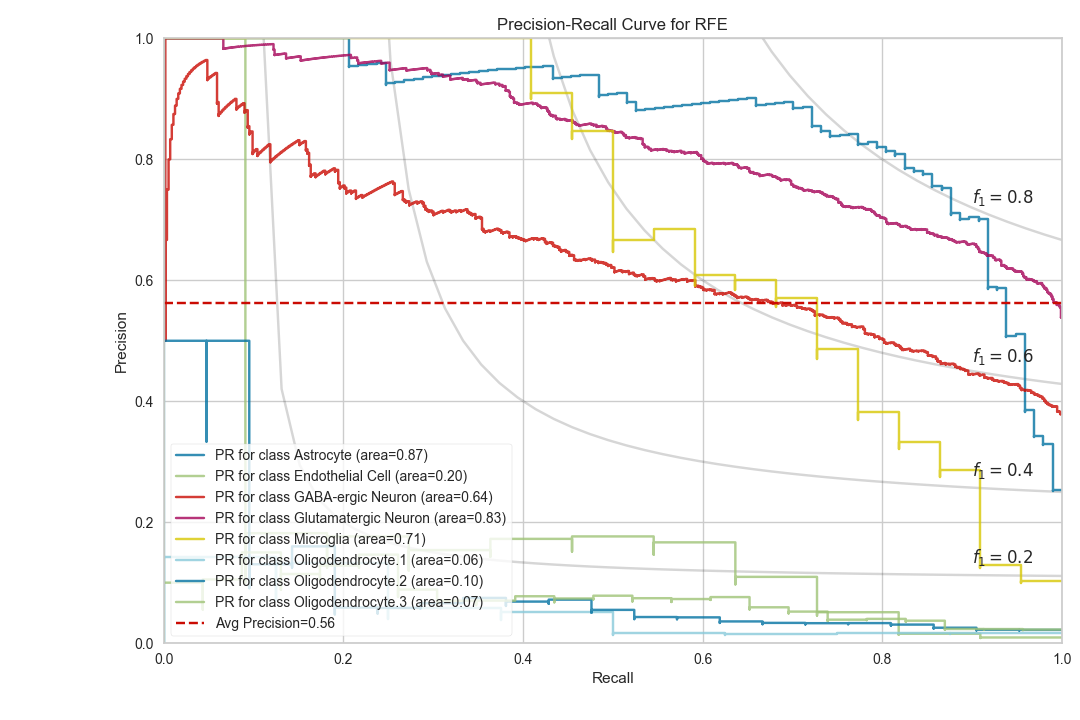 Precision-Recall Curve for RFE
1.0
0.8
0.6
0.4
0.2
0.0
Precision
f1 = 0.8
f1 = 0.6
f1 = 0.4
f1 = 0.2
PR for class Astrocyte (area=0.87)
PR for class Endothelial Cell (area=0.20)
PR for class GABA-ergic Neuron (area=0.64)
PR for class Glutamatergic Neuron (area=0.83)
PR for class Microglia (area=0.71)
PR for class Oligodendrocyte.1 (area=0.06)
PR for class Oligodendrocyte.2 (area=0.10)
PR for class Oligodendrocyte.3 (area=0.07)
Avg Precision=0.56
0.0 0.2 0.4 0.6 0.8 1.0
Recall